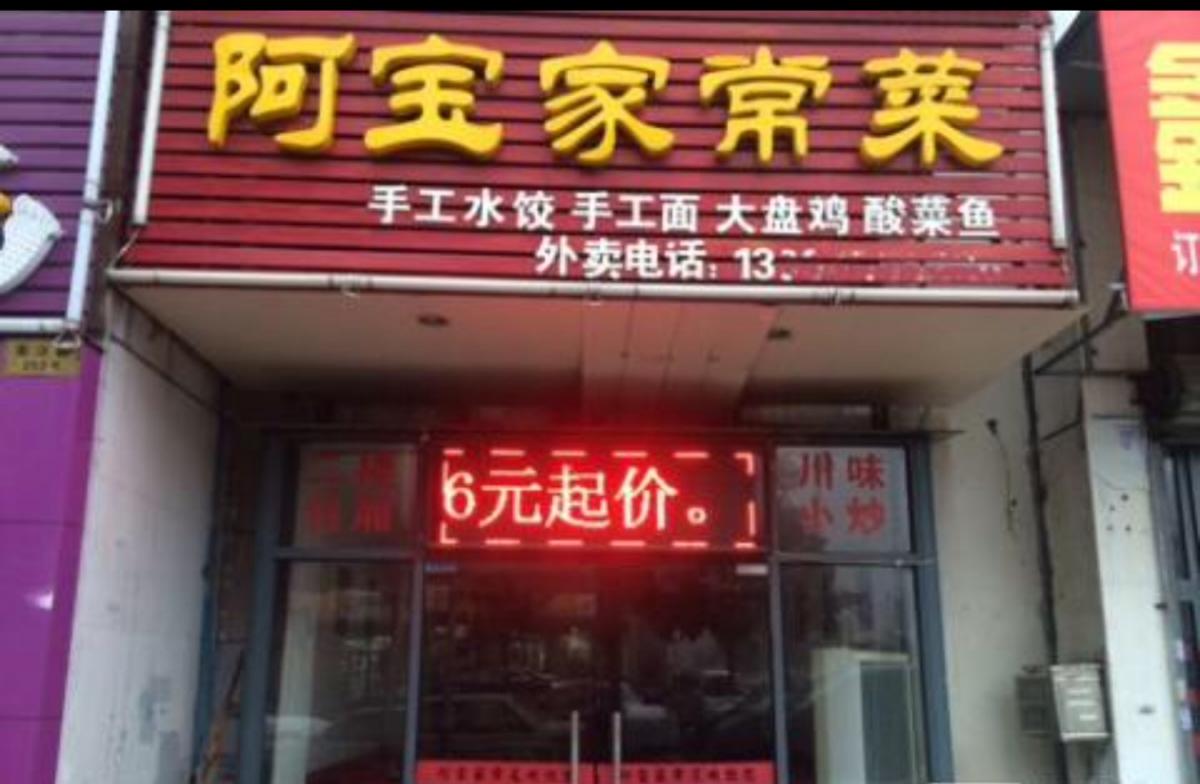 阿宝家常菜
手工水饺 手工面 大盘鸡 酸菜鱼
外卖电话：13
订
6元起价。
川味
小炒